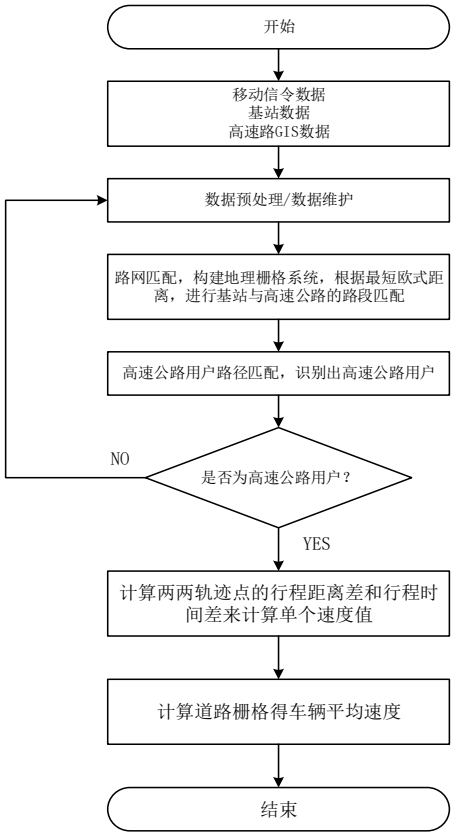 开始
移动信令数据
基站数据
高速路GIS数据
数据预处理/数据维护
路网匹配，构建地理栅格系统，根据最短欧式距
离，进行基站与高速公路的路段匹配
高速公路用户路径匹配，识别出高速公路用户
NO
是否为高速公路用户？
YES
计算两两轨迹点的行程距离差和行程时
间差来计算单个速度值
计算道路栅格得车辆平均速度
结束